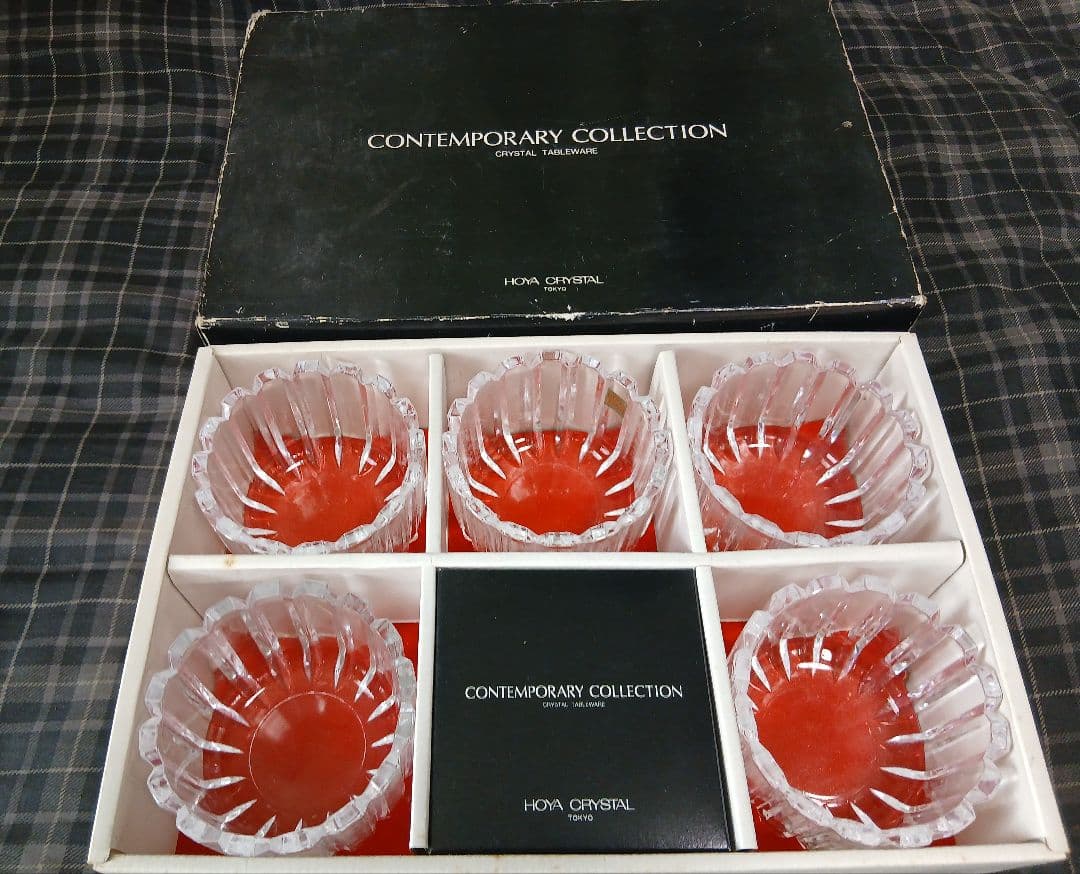 CONTEMPORARY COLLECTION
CRYSTAL TABLEWARE
HOYA CRYSTAL
TOKYO
CONTEMPORARY COLLECTION
CRYSTAL TABLEWARE
HOYA CRYSTAL
TOKYO